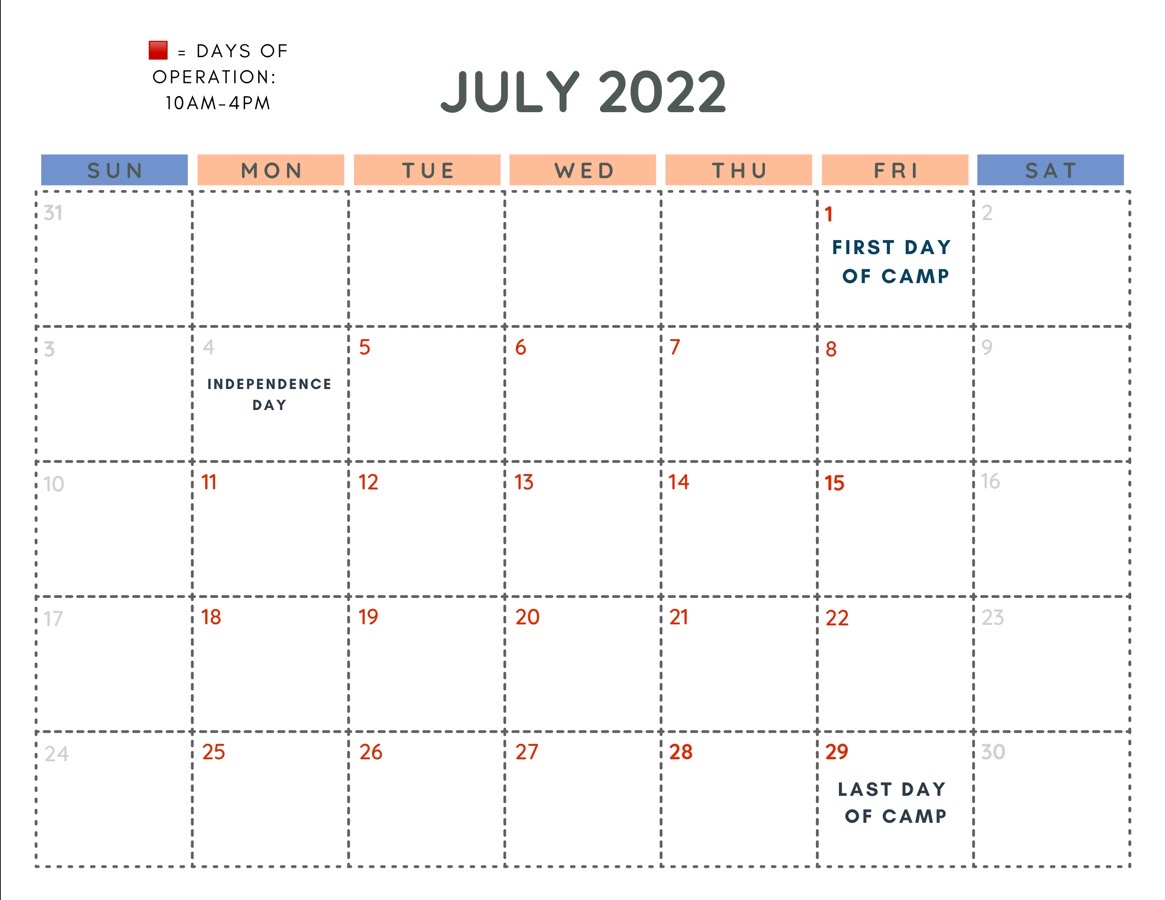 🟥 = DAYS OF
OPERATION:
10AM-4PM
JULY 2022
SUN MON TUE WED THU FRI SAT
31 1 2
FIRST DAY
OF CAMP
3 4 5 6 7 8 9
INDEPENDENCE
DAY
10 11 12 13 14 15 16
17 18 19 20 21 22 23
24 25 26 27 28 29 30
LAST DAY
OF CAMP